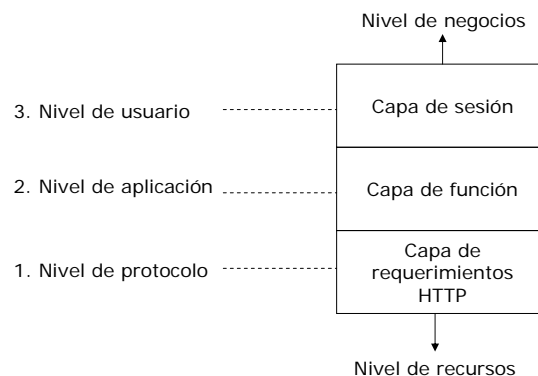 Nivel de negocios
3. Nivel de usuario
Capa de sesión
2. Nivel de aplicación
Capa de función
1. Nivel de protocolo
Capa de
requerimientos
HTTP
Nivel de recursos